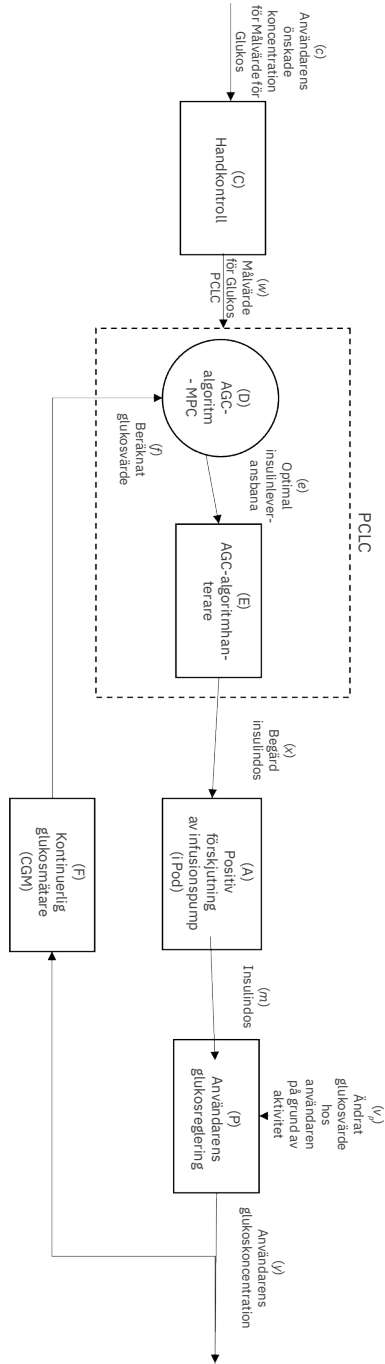 (c)
Användarens
önskade
koncentration
för Målvärde för
Glukos
(C)
Handkontroll
(w)
Målvärde
för Glukos
PCLC
PCLC
(D)
AGC-
algoritm
- MPC
(e)
Optimal
insulinlever-
ansbana
(E)
AGC-algoritmhan-
terare
(f)
Beräknat
glukosvärde
(x)
Begärd
insulindos
(A)
Positiv
förskjutning
av infusionspump
(i Pod)
(m)
Insulindos
(vₚ)
Ändrat
glukosvärde
hos
användaren
på grund av
aktivitet
(P)
Användarens
glukosreglering
(y)
Användarens
glukoskoncentration
(F)
Kontinuerlig
glukosmätare
(CGM)